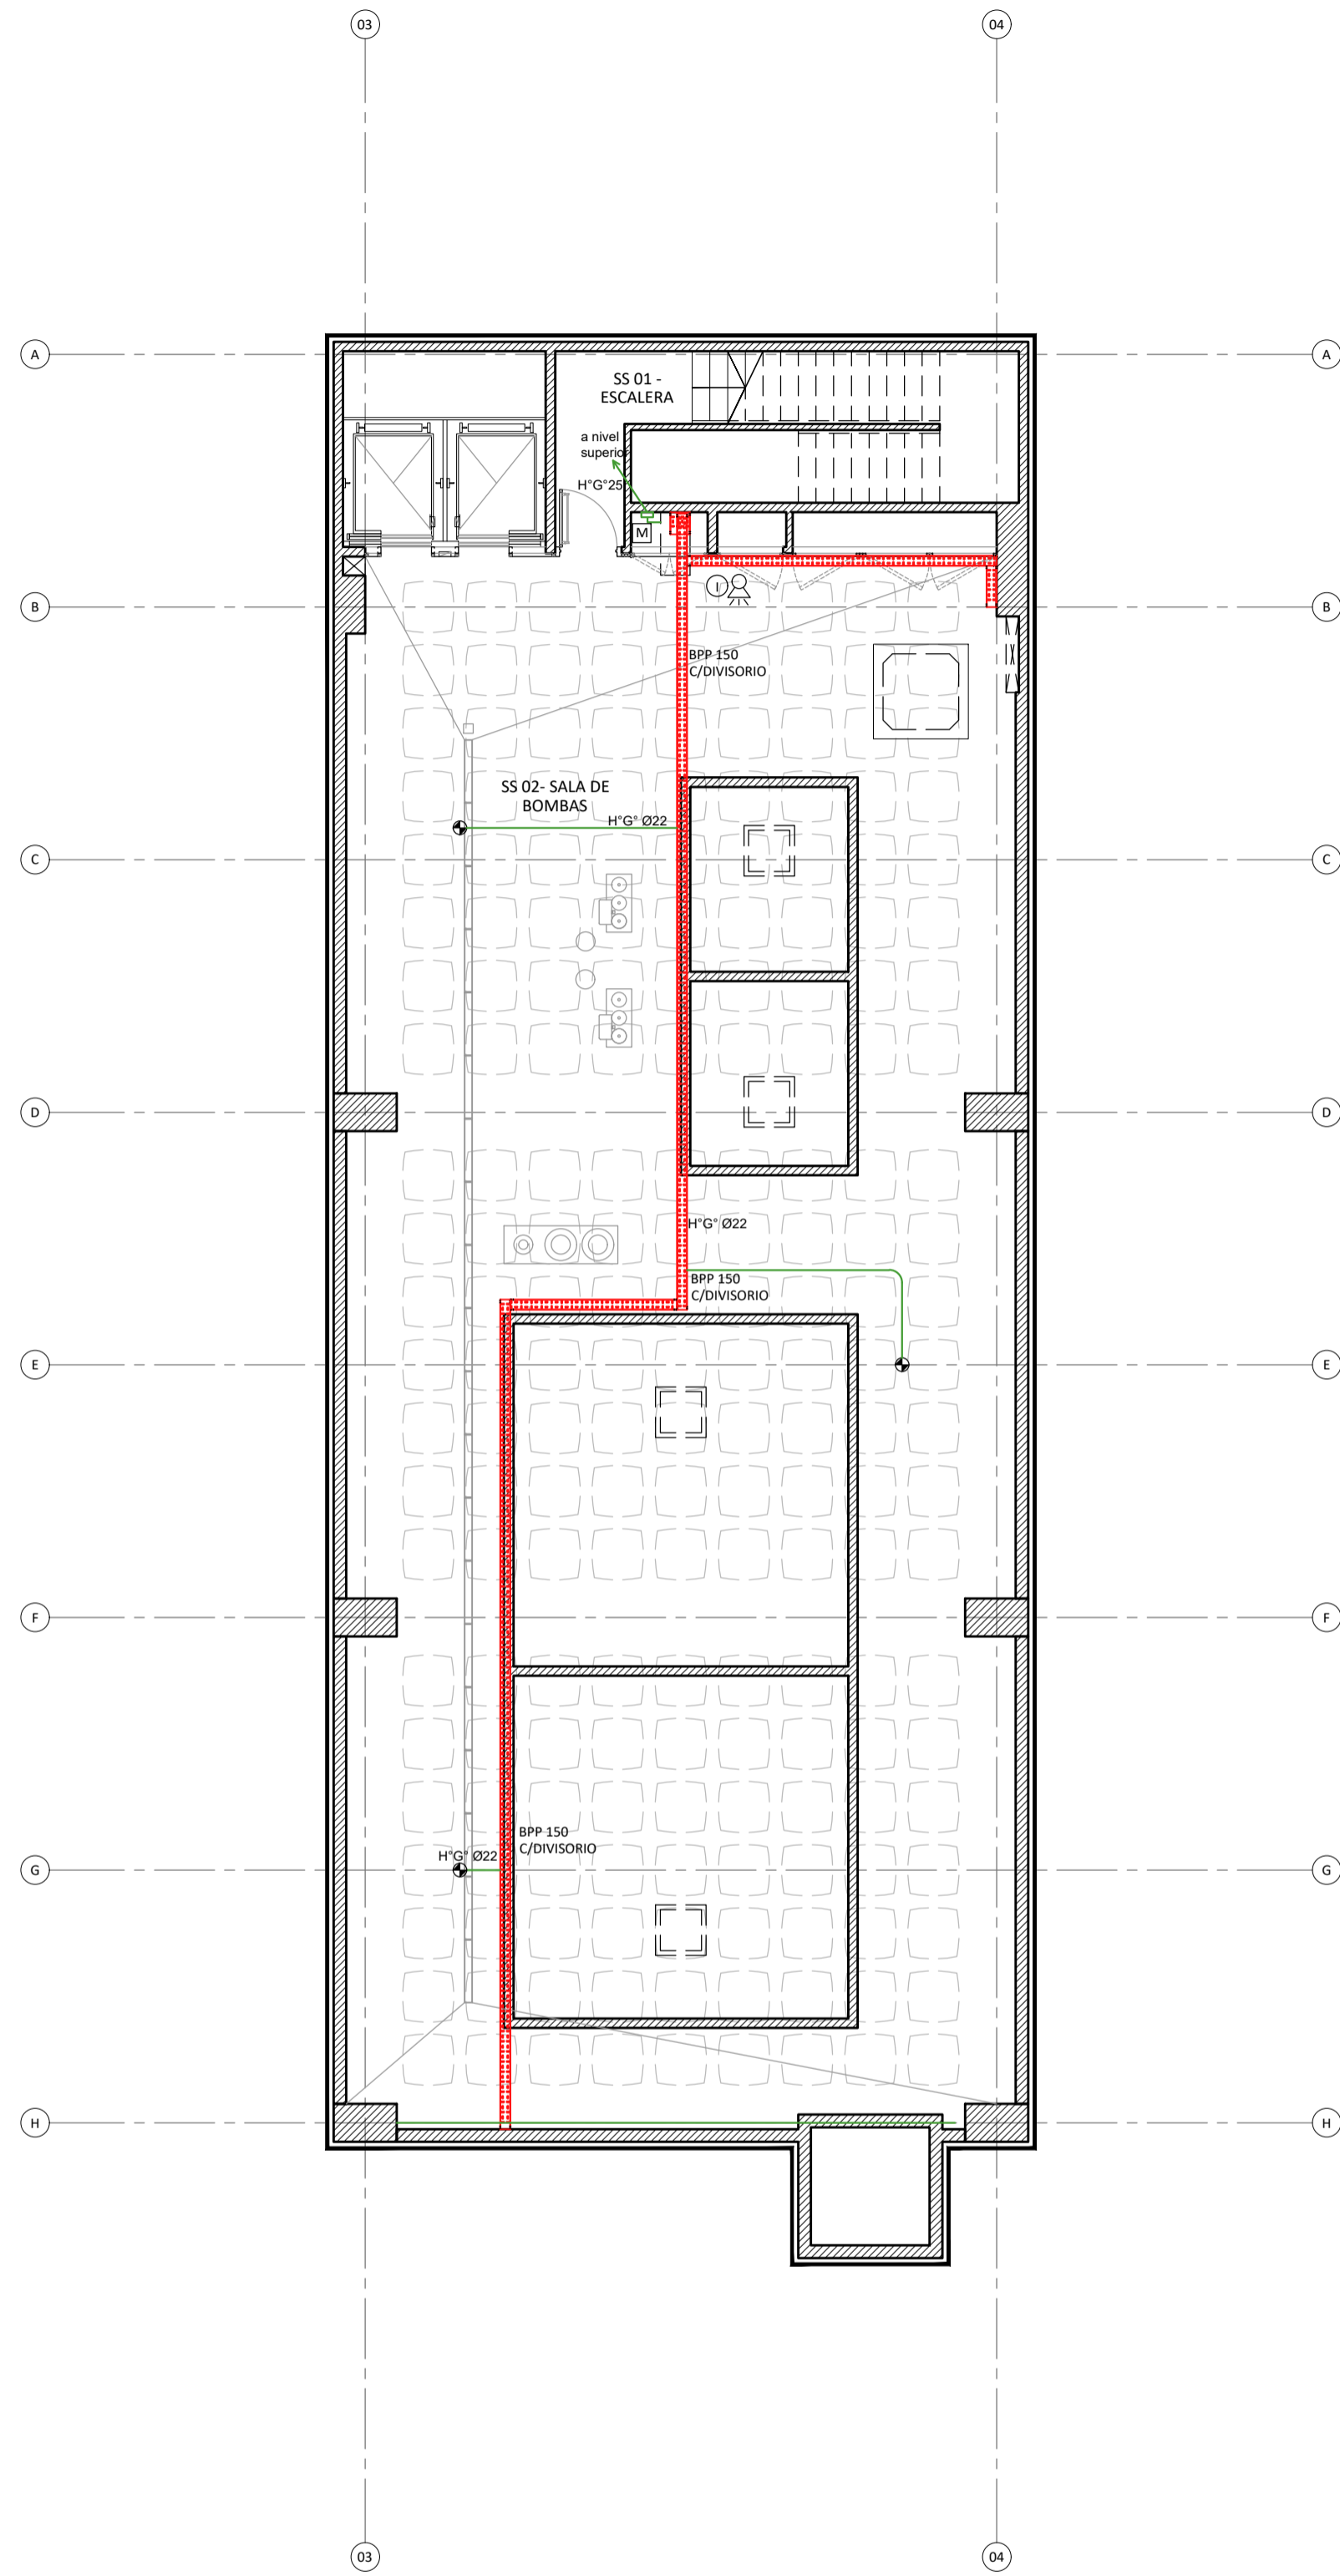 03
04
A
A
SS 01 -
ESCALERA
a nivel
superior
H°G°25
M
I
B
B
BPP 150
C/DIVISORIO
SS 02- SALA DE
BOMBAS
H°G° Ø22
C
C
D
D
H°G° Ø22
BPP 150
C/DIVISORIO
E
E
F
F
BPP 150
C/DIVISORIO
H°G° Ø22
G
G
H
H
03
04